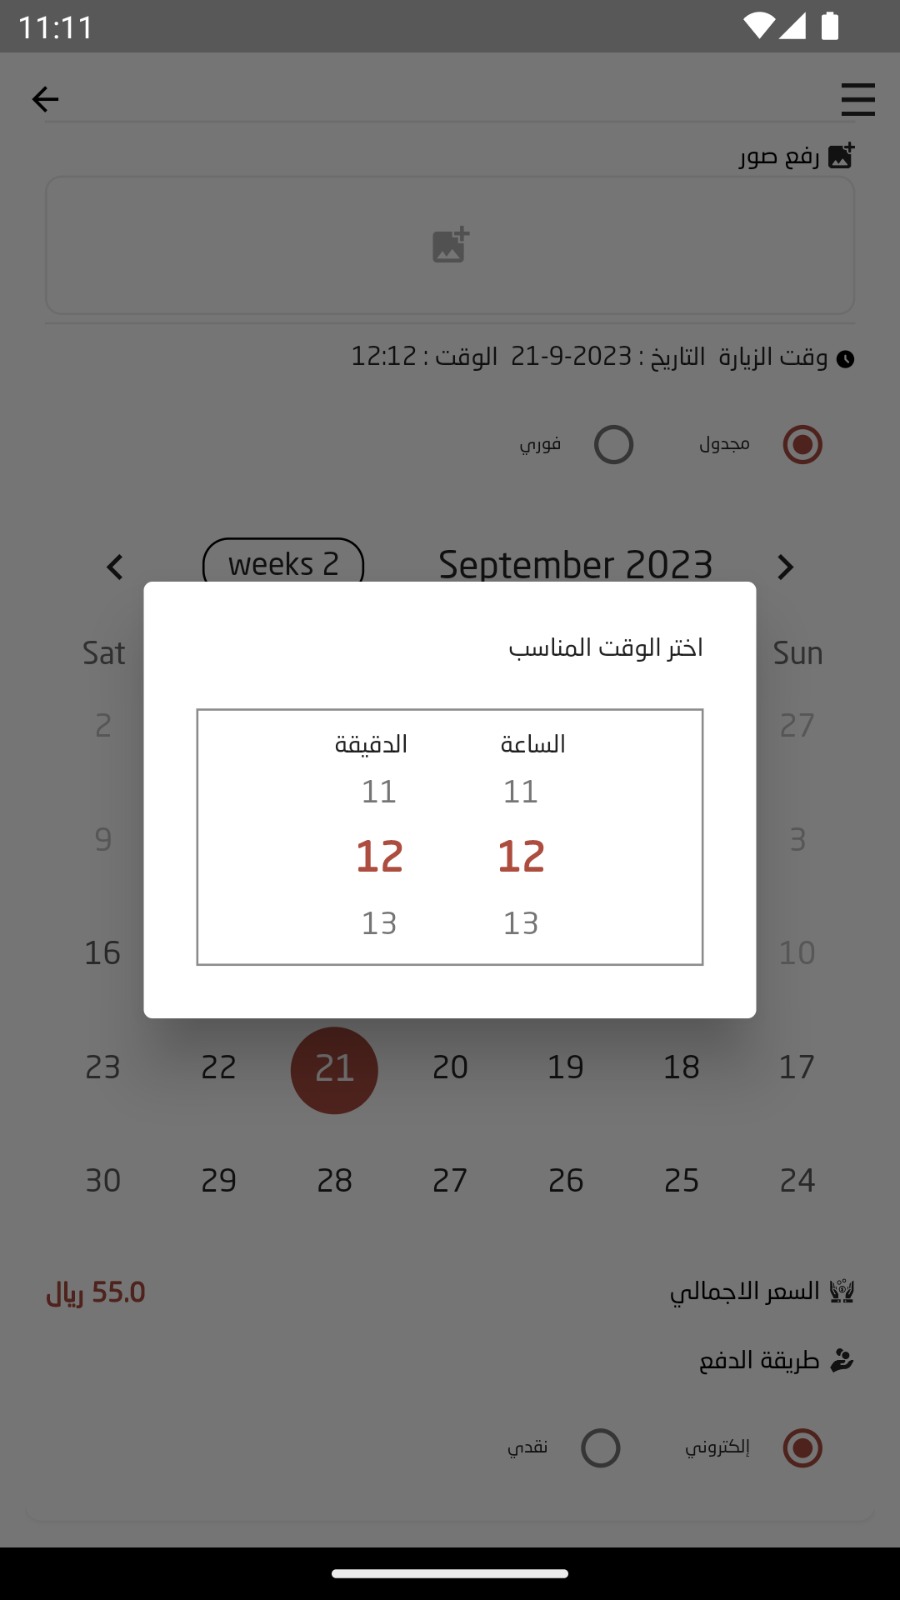 11:11
رفع صور
وقت الزيارة التاريخ : 2023-9-21 الوقت : 12:12
مجدول فوري
September 2023 weeks 2
Sun Sat
اختر الوقت المناسب
27 2
الساعة الدقيقة
11 11
3 12 12 9
13 13
10 16
17 18 19 20 21 22 23
24 25 26 27 28 29 30
السعر الاجمالي 55.0 ريال
طريقة الدفع
إلكتروني نقدي